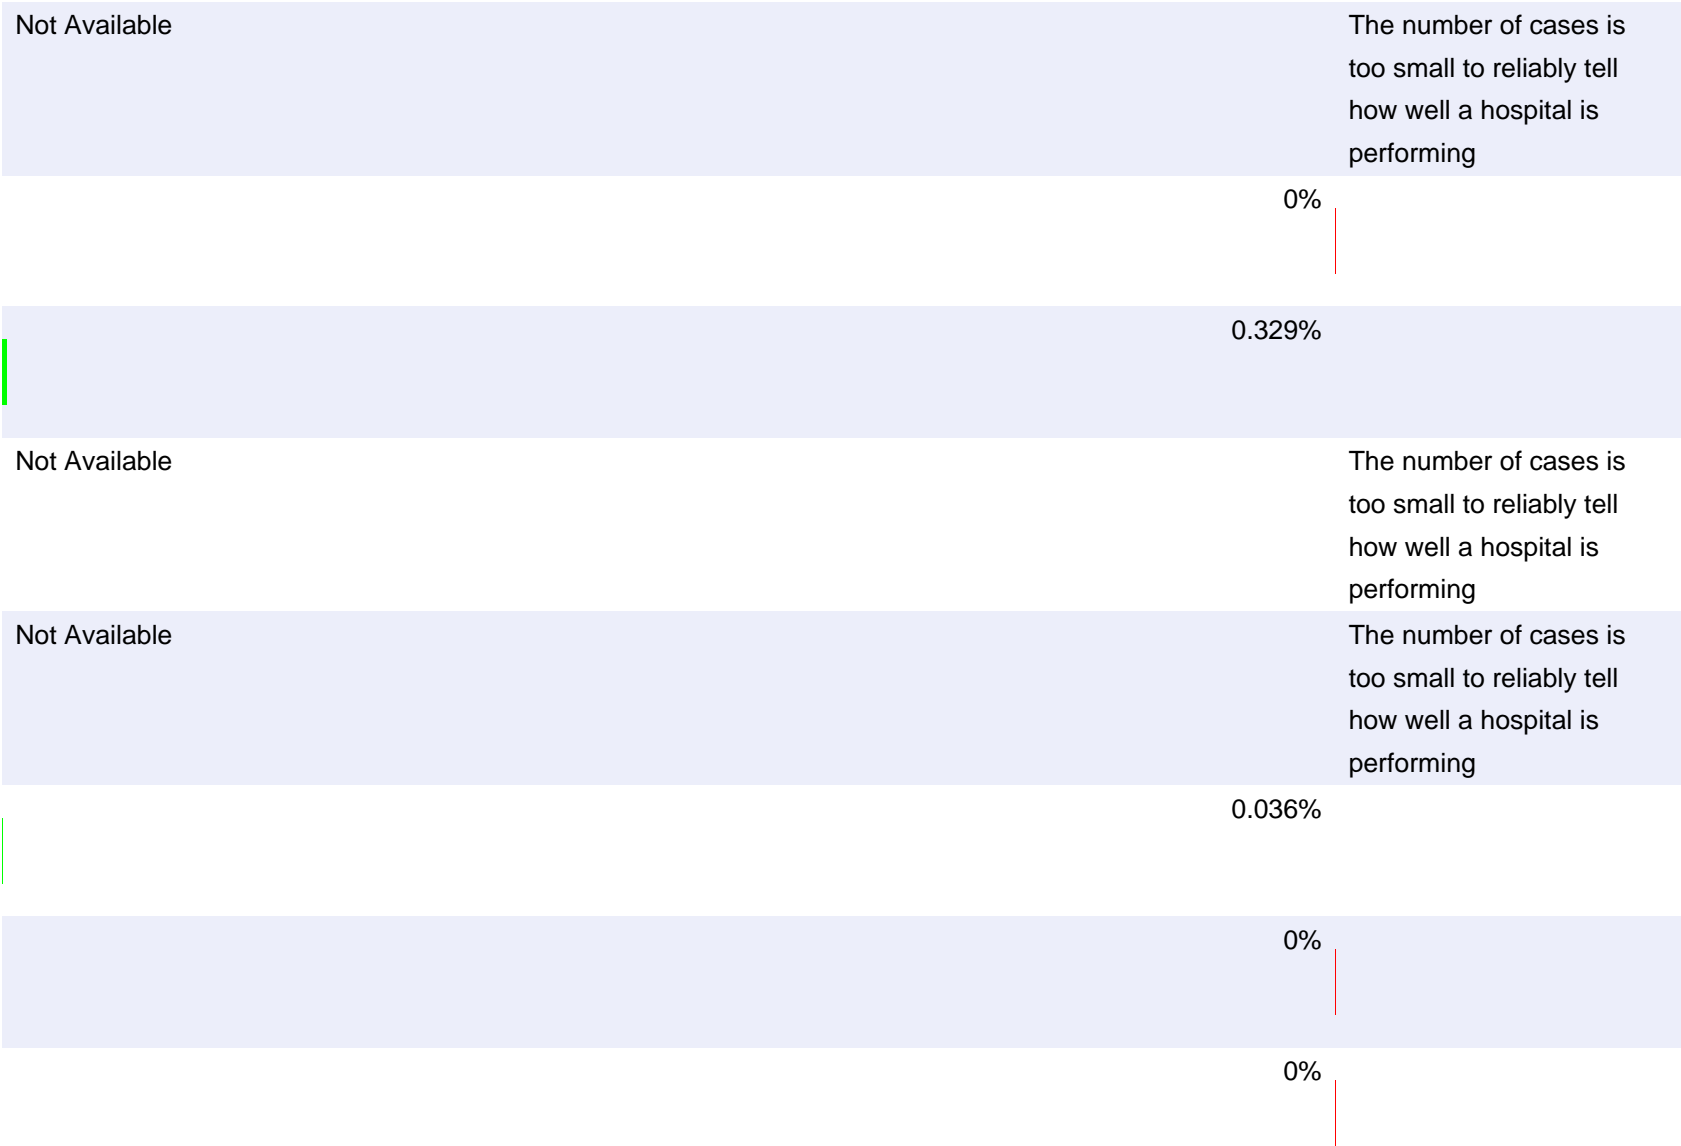 Not Available The number of cases is
too small to reliably tell
how well a hospital is
performing
0%
0.329%
Not Available The number of cases is
too small to reliably tell
how well a hospital is
performing
Not Available The number of cases is
too small to reliably tell
how well a hospital is
performing
0.036%
0%
0%